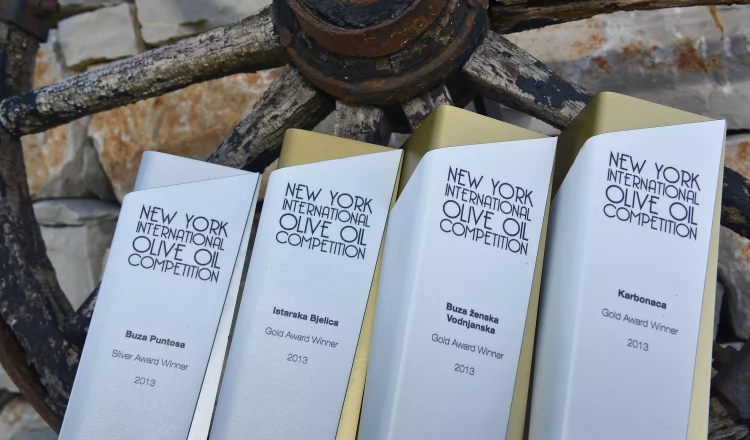 NEW YORK
INTERNATIONAL
OLIVE OIL
COMPETITION
Buza Puntosa
Silver Award Winner
2013
NEW YORK
INTERNATIONAL
OLIVE OIL
COMPETITION
Istarska Bjelica
Gold Award Winner
2013
NEW YORK
INTERNATIONAL
OLIVE OIL
COMPETITION
Buza ženska
Vodnjanska
Gold Award Winner
2013
NEW YORK
INTERNATIONAL
OLIVE OIL
COMPETITION
Karbonaca
Gold Award Winner
2013